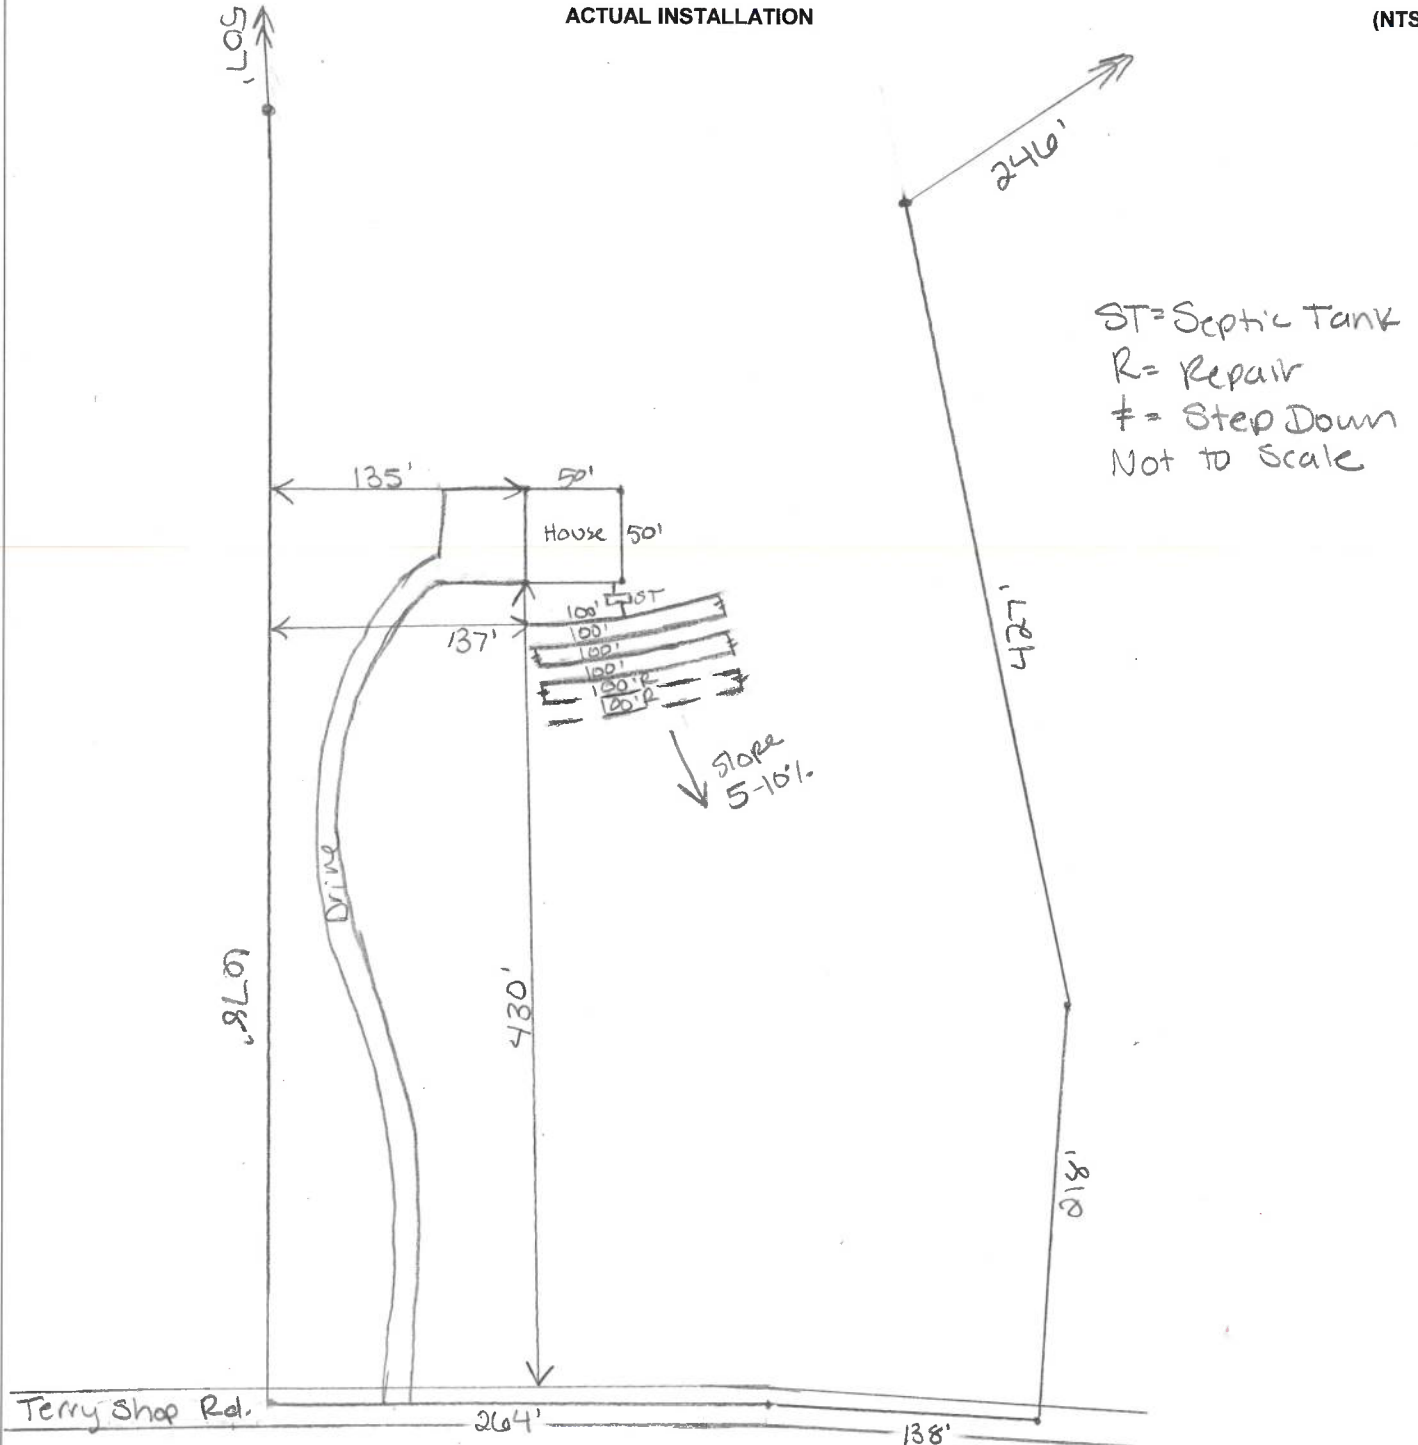 ACTUAL INSTALLATION
(NTS
507'
246'
ST=Septic Tank
R= Repair
‡= Step Down
Not to Scale
135'
50'
House
50'
ST
137'
100'
100'
100'
100'
100'R
100'R
427'
Slope
5-10%
Drive
678'
430'
218'
Terry Shop Rd.
264'
138'